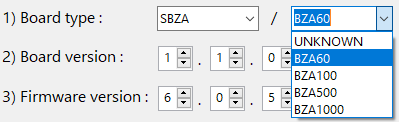 1) Board type : SBZA / BZA60
UNKNOWN
BZA60
2) Board version : 1 . 1 . 0
BZA100
BZA500
3) Firmware version : 6 . 0 . 5
BZA1000